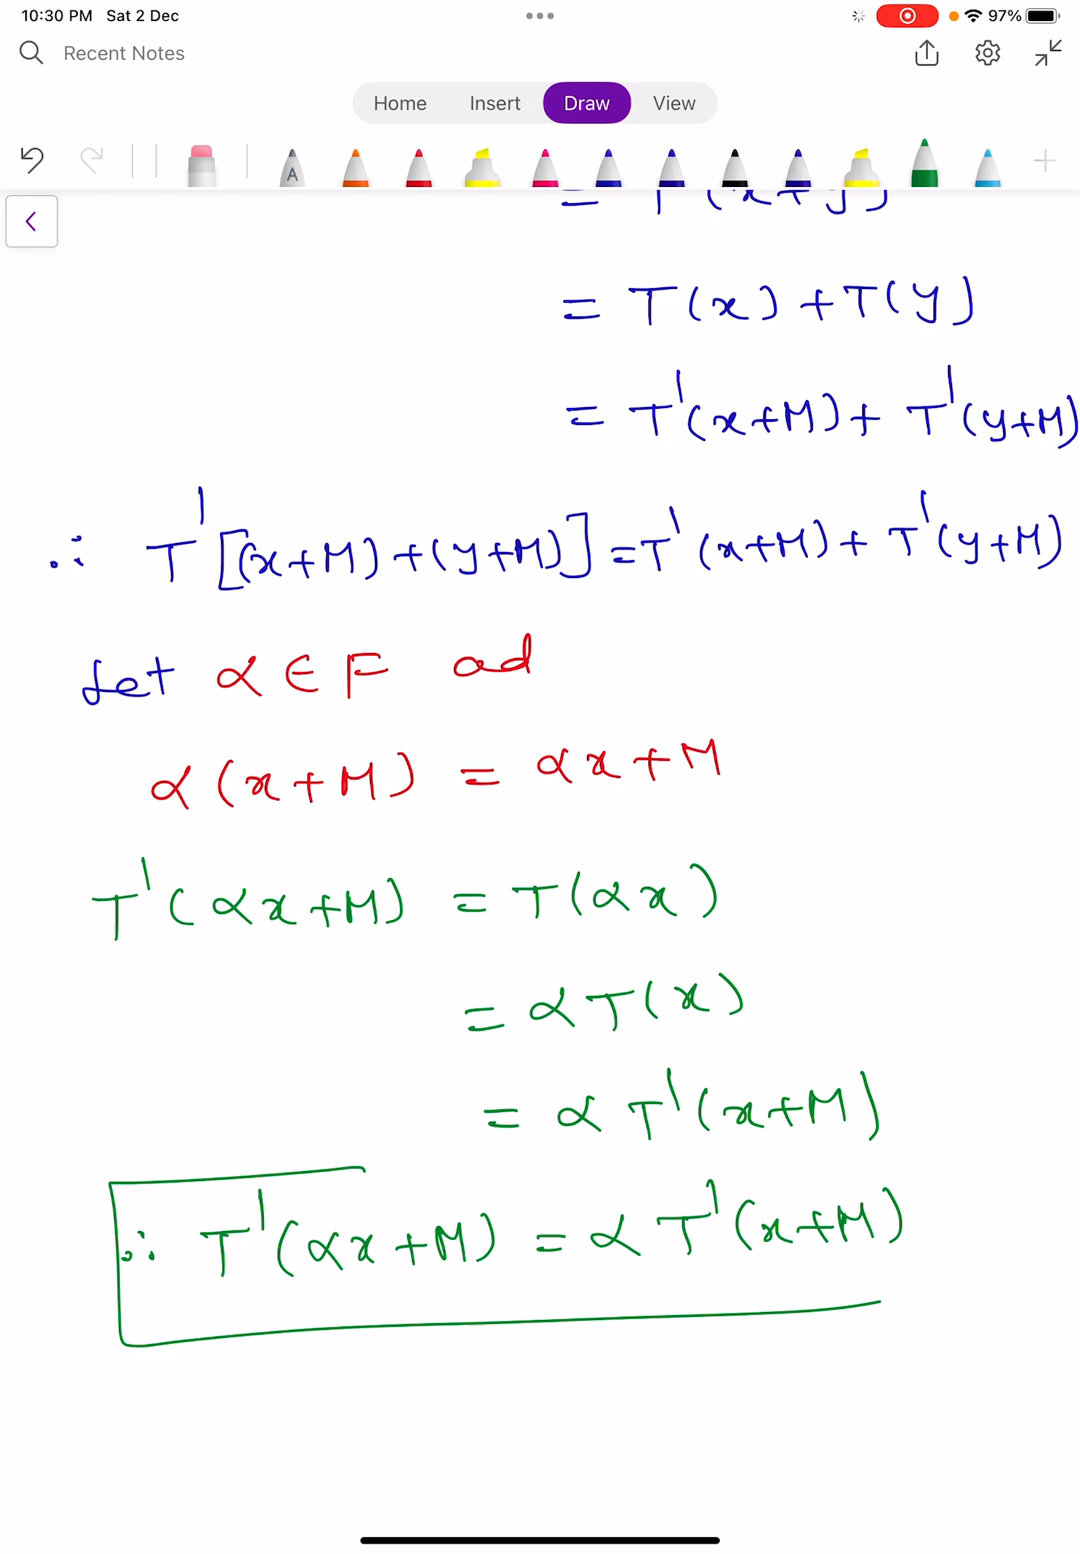 10:30 PM Sat 2 Dec 97%
Recent Notes
Home Insert Draw View
A
= T(x+y)
= T(x)+T(y)
= T'(x+M)+ T'(y+M)
∴ T'[(x+M)+(y+M)]=T'(x+M)+T'(y+M)
Let α∈F ad
α(x+M) = αx+M
T'(αx+M) = T(αx)
= αT(x)
= αT'(x+M)
∴ T'(αx+M) = αT'(x+M)